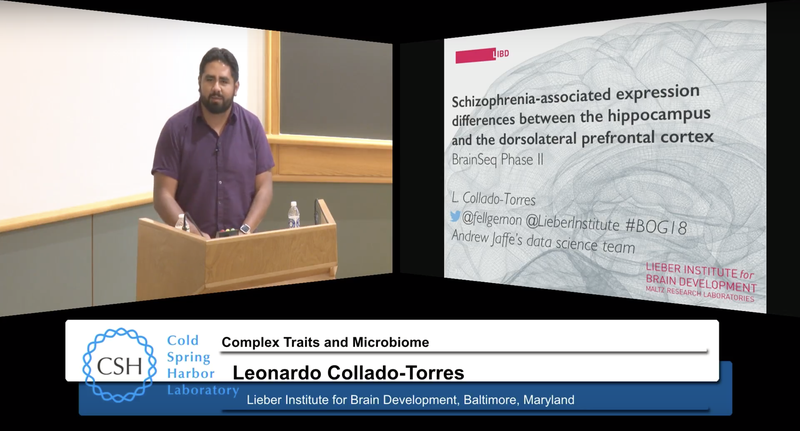 LIBD
Schizophrenia-associated expression
differences between the hippocampus
and the dorsolateral prefrontal cortex
BrainSeq Phase II
L. Collado-Torres
@fellgernon @LieberInstitute #BOG18
Andrew Jaffe's data science team
LIEBER INSTITUTE for
BRAIN DEVELOPMENT
MALTZ RESEARCH LABORATORIES
CSH
Cold
Spring
Harbor
Laboratory
Complex Traits and Microbiome
Leonardo Collado-Torres
Lieber Institute for Brain Development, Baltimore, Maryland